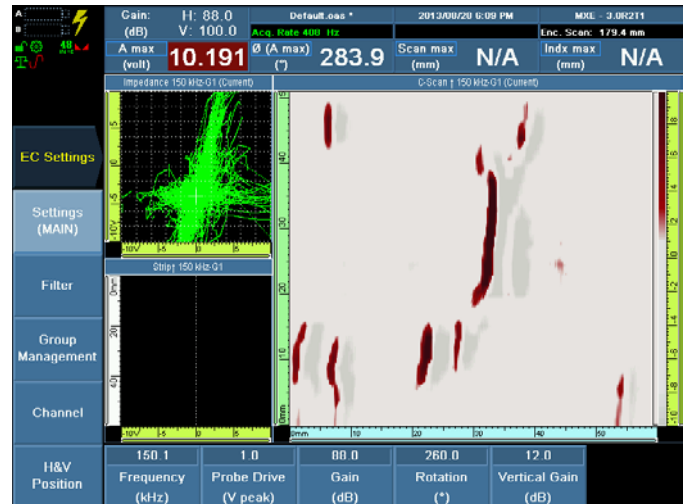 A:
B:
48
Gain: H: 88.0
(dB) V: 100.0
Default.oas *
2013/08/20 6:09 PM
MXE - 3.0R2T1
Acq. Rate 400 Hz
Enc. Scan: 179.4 mm
A max
(volt)
10.191
Ø (A max)
(°)
283.9
Scan max
(mm)
N/A
Indx max
(mm)
N/A
Impedance 150 kHz-G1 (Current)
C-Scan † 150 kHz-G1 (Current)
EC Settings
Settings
(MAIN)
Filter
Group
Management
Channel
H&V
Position
Strip† 150 kHz-G1
150.1
1.0
88.0
260.0
12.0
Frequency
(kHz)
Probe Drive
(V peak)
Gain
(dB)
Rotation
(°)
Vertical Gain
(dB)